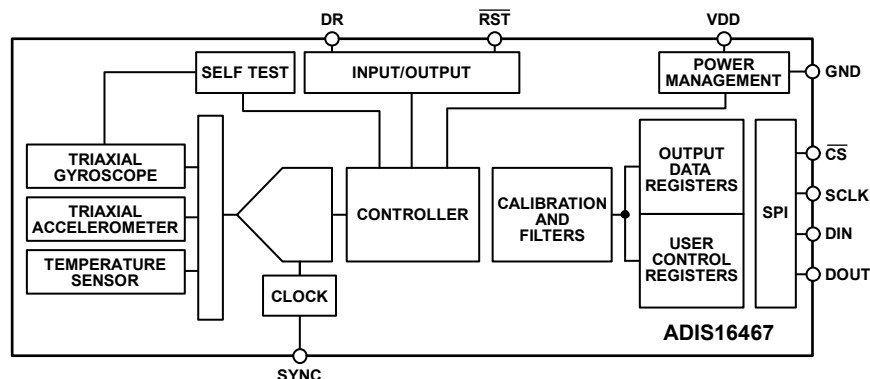 DR
RST
VDD
SELF TEST
INPUT/OUTPUT
POWER
MANAGEMENT
GND
TRIAXIAL
GYROSCOPE
TRIAXIAL
ACCELEROMETER
TEMPERATURE
SENSOR
CONTROLLER
CALIBRATION
AND
FILTERS
OUTPUT
DATA
REGISTERS
USER
CONTROL
REGISTERS
SPI
CS
SCLK
DIN
DOUT
CLOCK
ADIS16467
SYNC